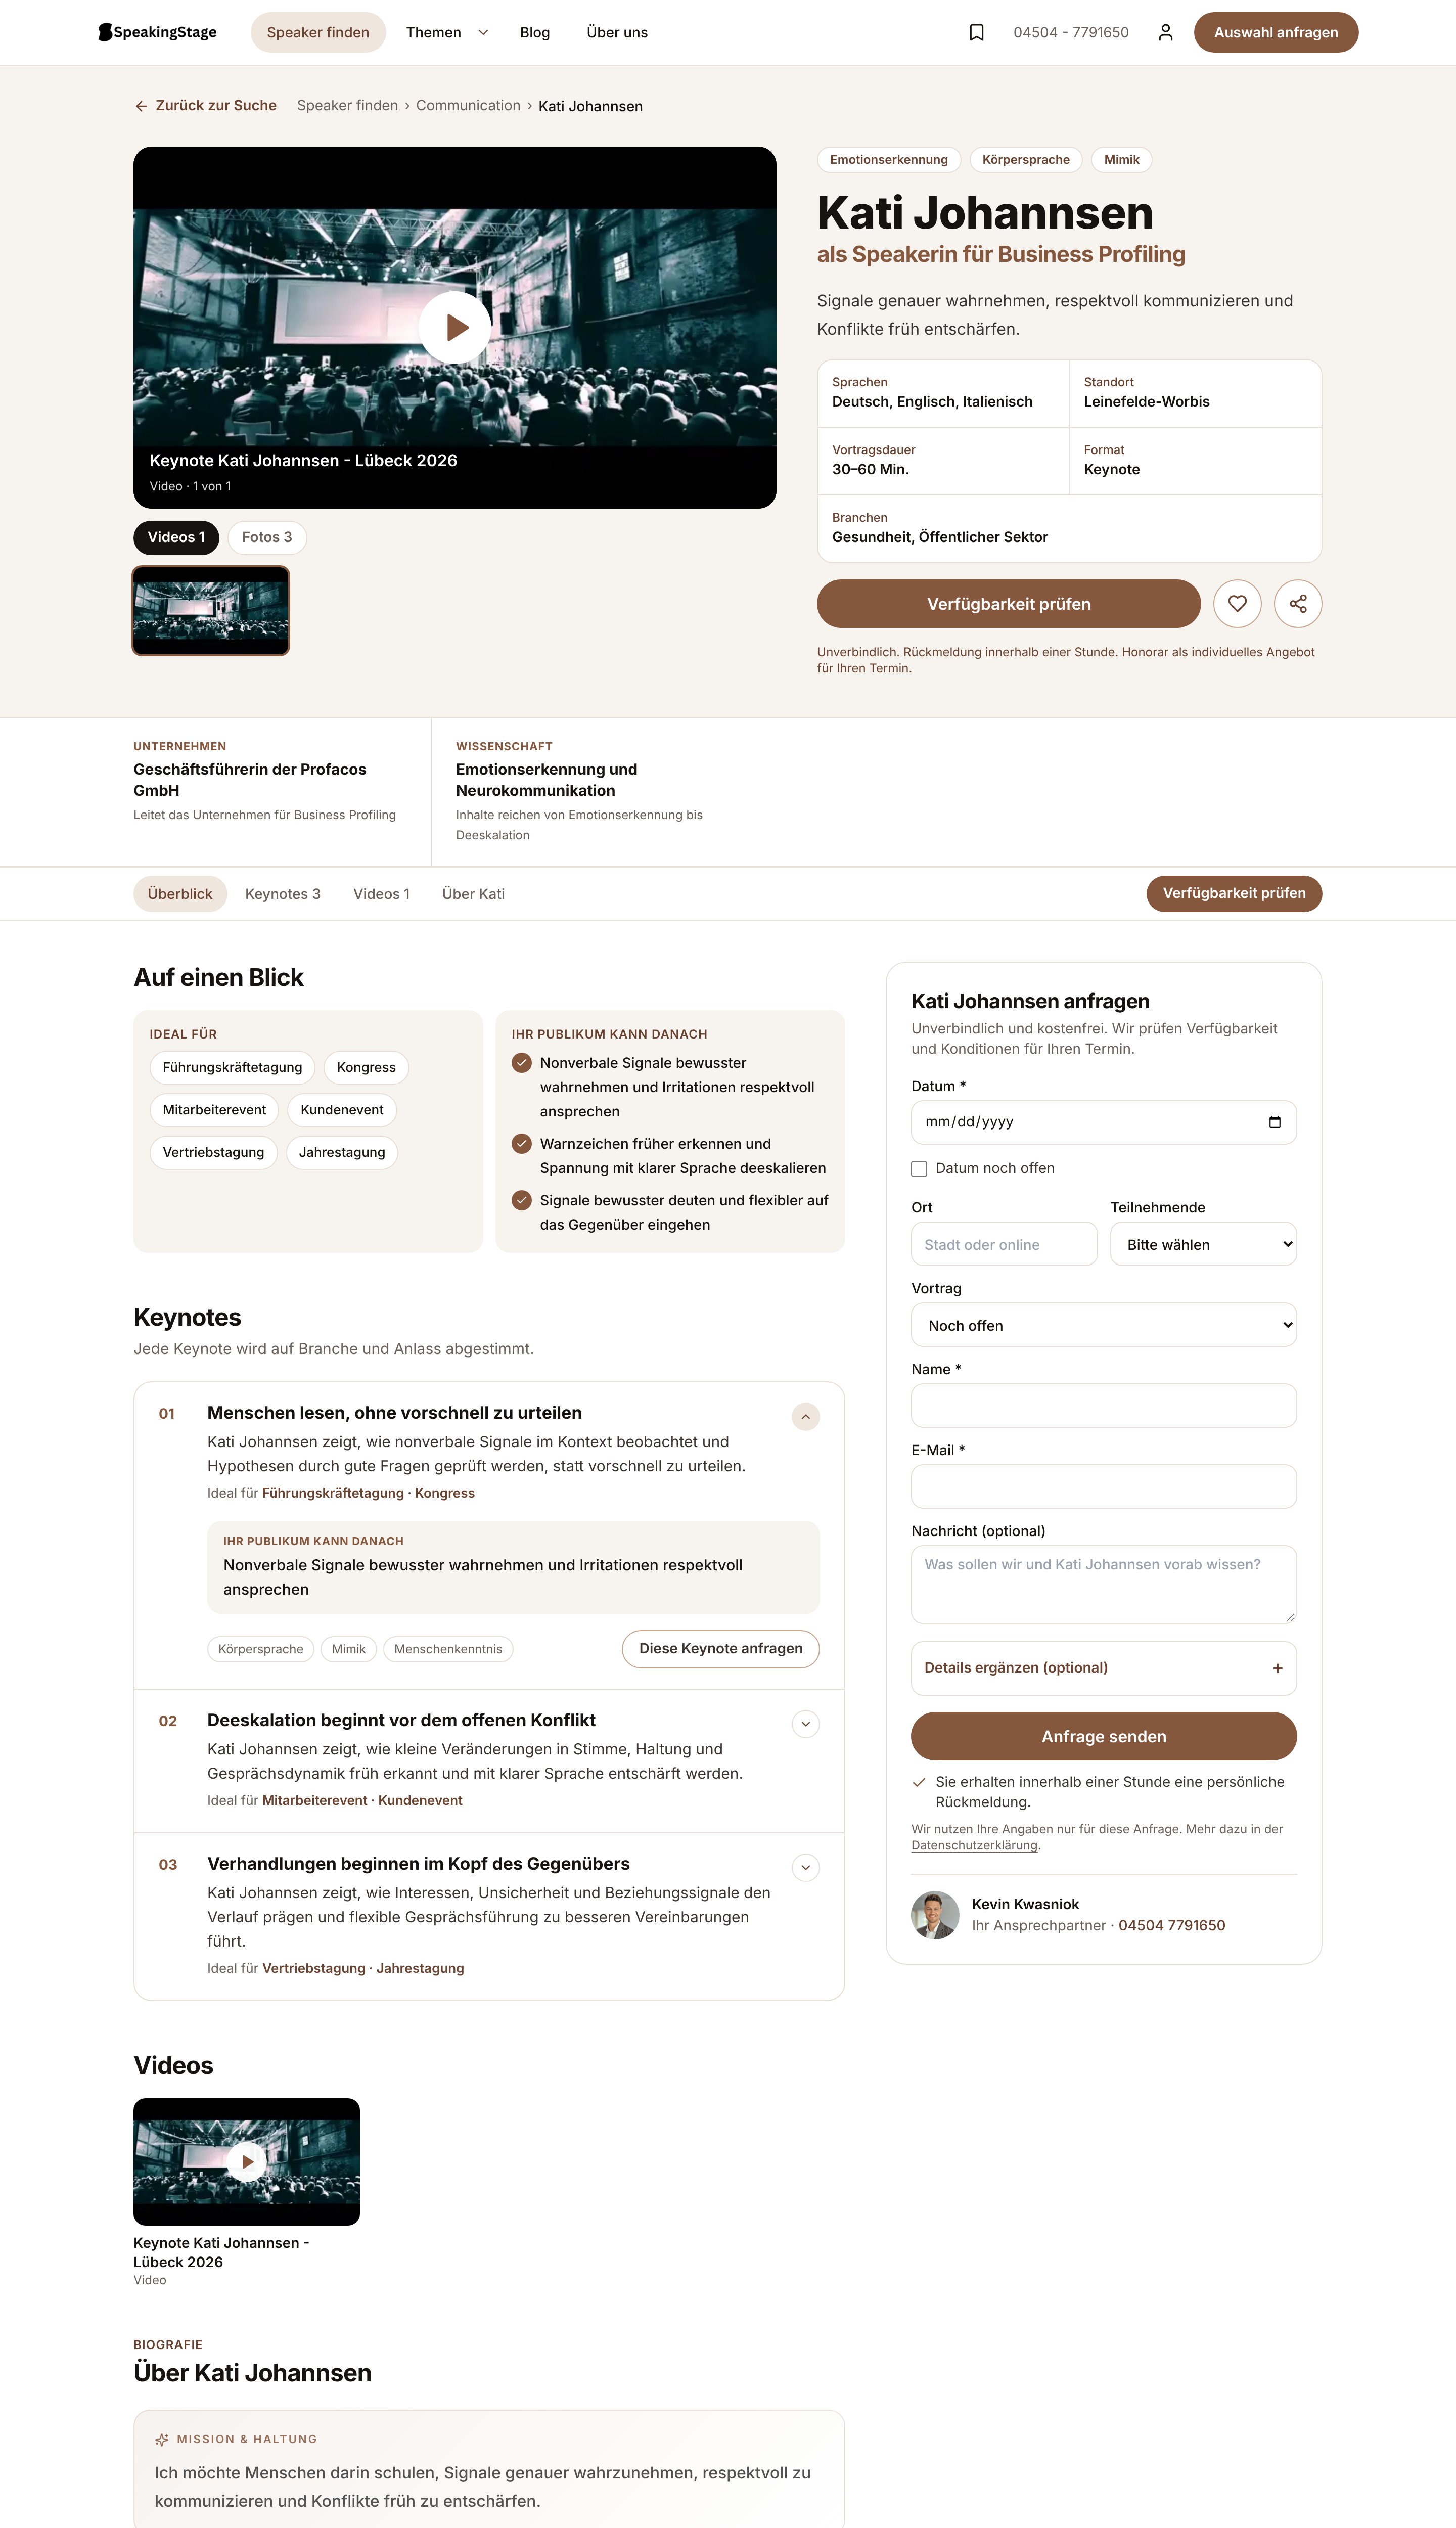 SpeakingStage
Speaker finden
Themen
Blog
Über uns
04504 - 7791650
Auswahl anfragen
Zurück zur Suche
Speaker finden › Communication › Kati Johannsen
Keynote Kati Johannsen - Lübeck 2026
Video · 1 von 1
Videos 1
Fotos 3
Emotionserkennung
Körpersprache
Mimik
Kati Johannsen
als Speakerin für Business Profiling
Signale genauer wahrnehmen, respektvoll kommunizieren und
Konflikte früh entschärfen.
Sprachen
Deutsch, Englisch, Italienisch
Standort
Leinefelde-Worbis
Vortragsdauer
30–60 Min.
Format
Keynote
Branchen
Gesundheit, Öffentlicher Sektor
Verfügbarkeit prüfen
Unverbindlich. Rückmeldung innerhalb einer Stunde. Honorar als individuelles Angebot
für Ihren Termin.
UNTERNEHMEN
Geschäftsführerin der Profacos
GmbH
Leitet das Unternehmen für Business Profiling
WISSENSCHAFT
Emotionserkennung und
Neurokommunikation
Inhalte reichen von Emotionserkennung bis
Deeskalation
Überblick
Keynotes 3
Videos 1
Über Kati
Verfügbarkeit prüfen
Auf einen Blick
IDEAL FÜR
Führungskräftetagung
Kongress
Mitarbeiterevent
Kundenevent
Vertriebstagung
Jahrestagung
IHR PUBLIKUM KANN DANACH
Nonverbale Signale bewusster
wahrnehmen und Irritationen respektvoll
ansprechen
Warnzeichen früher erkennen und
Spannung mit klarer Sprache deeskalieren
Signale bewusster deuten und flexibler auf
das Gegenüber eingehen
Keynotes
Jede Keynote wird auf Branche und Anlass abgestimmt.
01
Menschen lesen, ohne vorschnell zu urteilen
Kati Johannsen zeigt, wie nonverbale Signale im Kontext beobachtet und
Hypothesen durch gute Fragen geprüft werden, statt vorschnell zu urteilen.
Ideal für Führungskräftetagung · Kongress
IHR PUBLIKUM KANN DANACH
Nonverbale Signale bewusster wahrnehmen und Irritationen respektvoll
ansprechen
Körpersprache
Mimik
Menschenkenntnis
Diese Keynote anfragen
02
Deeskalation beginnt vor dem offenen Konflikt
Kati Johannsen zeigt, wie kleine Veränderungen in Stimme, Haltung und
Gesprächsdynamik früh erkannt und mit klarer Sprache entschärft werden.
Ideal für Mitarbeiterevent · Kundenevent
03
Verhandlungen beginnen im Kopf des Gegenübers
Kati Johannsen zeigt, wie Interessen, Unsicherheit und Beziehungssignale den
Verlauf prägen und flexible Gesprächsführung zu besseren Vereinbarungen
führt.
Ideal für Vertriebstagung · Jahrestagung
Kati Johannsen anfragen
Unverbindlich und kostenfrei. Wir prüfen Verfügbarkeit
und Konditionen für Ihren Termin.
Datum *
mm/dd/yyyy
Datum noch offen
Ort
Stadt oder online
Teilnehmende
Bitte wählen
Vortrag
Noch offen
Name *
E-Mail *
Nachricht (optional)
Was sollen wir und Kati Johannsen vorab wissen?
Details ergänzen (optional)
+
Anfrage senden
Sie erhalten innerhalb einer Stunde eine persönliche
Rückmeldung.
Wir nutzen Ihre Angaben nur für diese Anfrage. Mehr dazu in der
Datenschutzerklärung.
Kevin Kwasniok
Ihr Ansprechpartner · 04504 7791650
Videos
Keynote Kati Johannsen -
Lübeck 2026
Video
BIOGRAFIE
Über Kati Johannsen
MISSION & HALTUNG
Ich möchte Menschen darin schulen, Signale genauer wahrzunehmen, respektvoll zu
kommunizieren und Konflikte früh zu entschärfen.